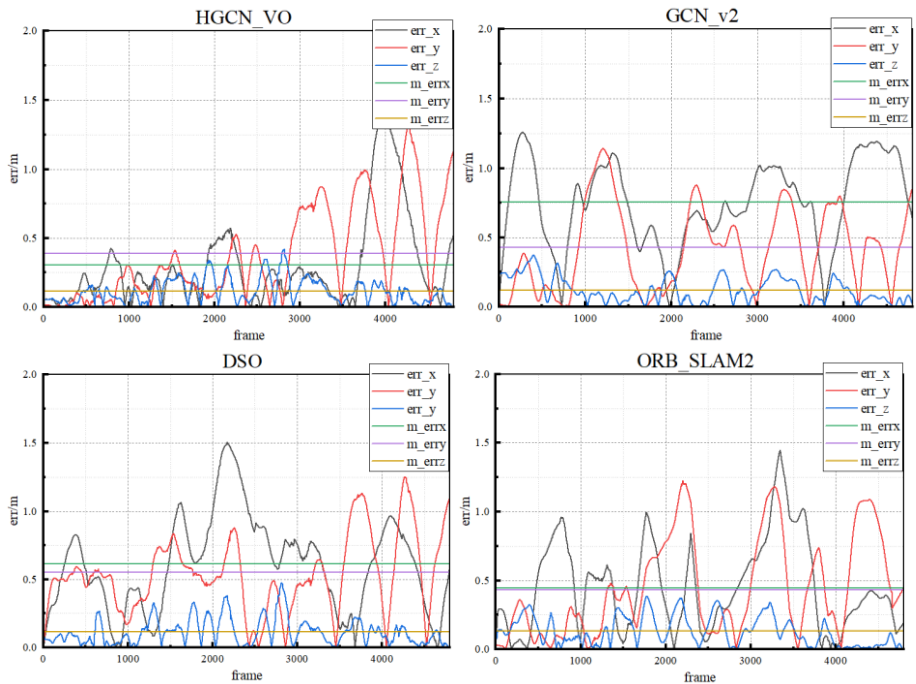 HGCN_VO
2.0
1.5
1.0
0.5
0.0
err/m
0
1000
2000
3000
4000
frame
err_x
err_y
err_z
m_errx
m_erry
m_errz
GCN_v2
2.0
1.5
1.0
0.5
0.0
err/m
0
1000
2000
3000
4000
frame
err_x
err_y
err_z
m_errx
m_erry
m_errz
DSO
2.0
1.5
1.0
0.5
0.0
err/m
0
1000
2000
3000
4000
frame
err_x
err_y
err_y
m_errx
m_erry
m_errz
ORB_SLAM2
2.0
1.5
1.0
0.5
0.0
err/m
0
1000
2000
3000
4000
frame
err_x
err_y
err_z
m_errx
m_erry
m_errz